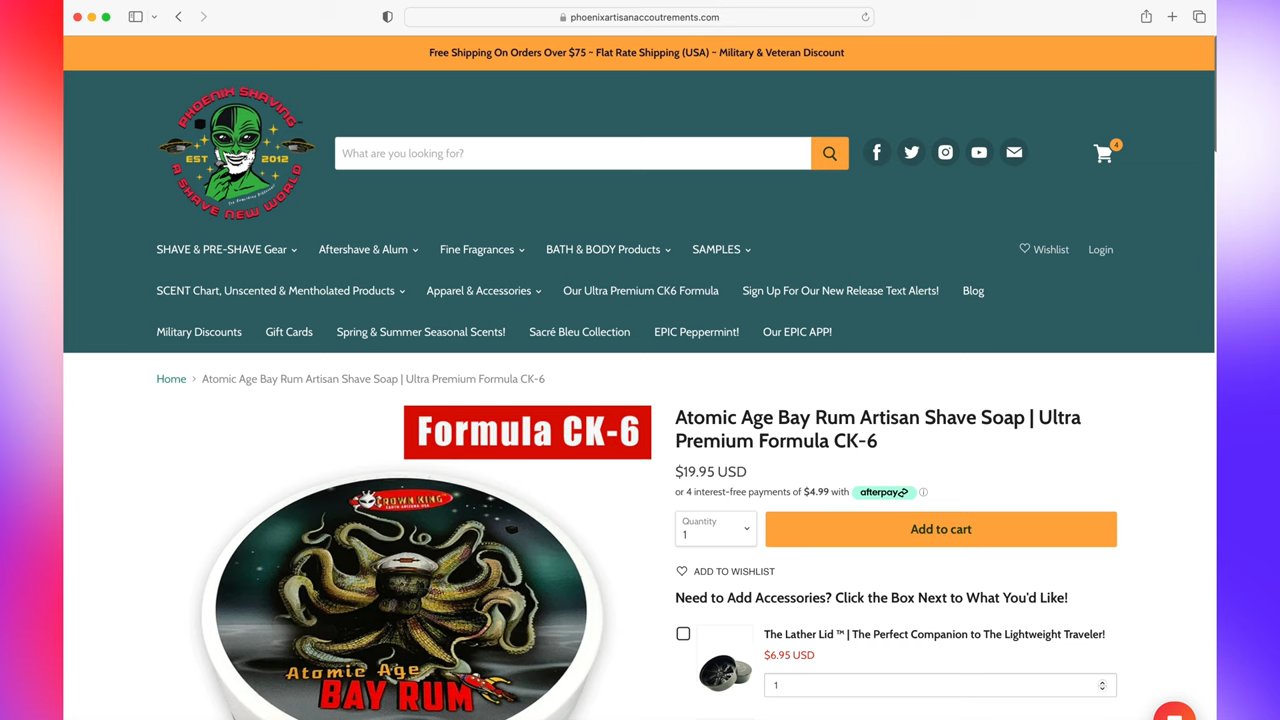 phoenixartisanaccoutrements.com
Free Shipping On Orders Over $75 ~ Flat Rate Shipping (USA) ~ Military & Veteran Discount
PHOENIX SHAVING
EST 2012
A SHAVE NEW WORLD
What are you looking for?
4
SHAVE & PRE-SHAVE Gear
Aftershave & Alum
Fine Fragrances
BATH & BODY Products
SAMPLES
Wishlist
Login
SCENT Chart, Unscented & Mentholated Products
Apparel & Accessories
Our Ultra Premium CK6 Formula
Sign Up For Our New Release Text Alerts!
Blog
Military Discounts
Gift Cards
Spring & Summer Seasonal Scents!
Sacré Bleu Collection
EPIC Peppermint!
Our EPIC APP!
Home > Atomic Age Bay Rum Artisan Shave Soap | Ultra Premium Formula CK-6
Formula CK-6
CROWN KING
Atomic Age
BAY RUM
Atomic Age Bay Rum Artisan Shave Soap | Ultra
Premium Formula CK-6
$19.95 USD
or 4 interest-free payments of $4.99 with afterpay
Quantity
1
Add to cart
ADD TO WISHLIST
Need to Add Accessories? Click the Box Next to What You'd Like!
The Lather Lid ™ | The Perfect Companion to The Lightweight Traveler!
$6.95 USD
1